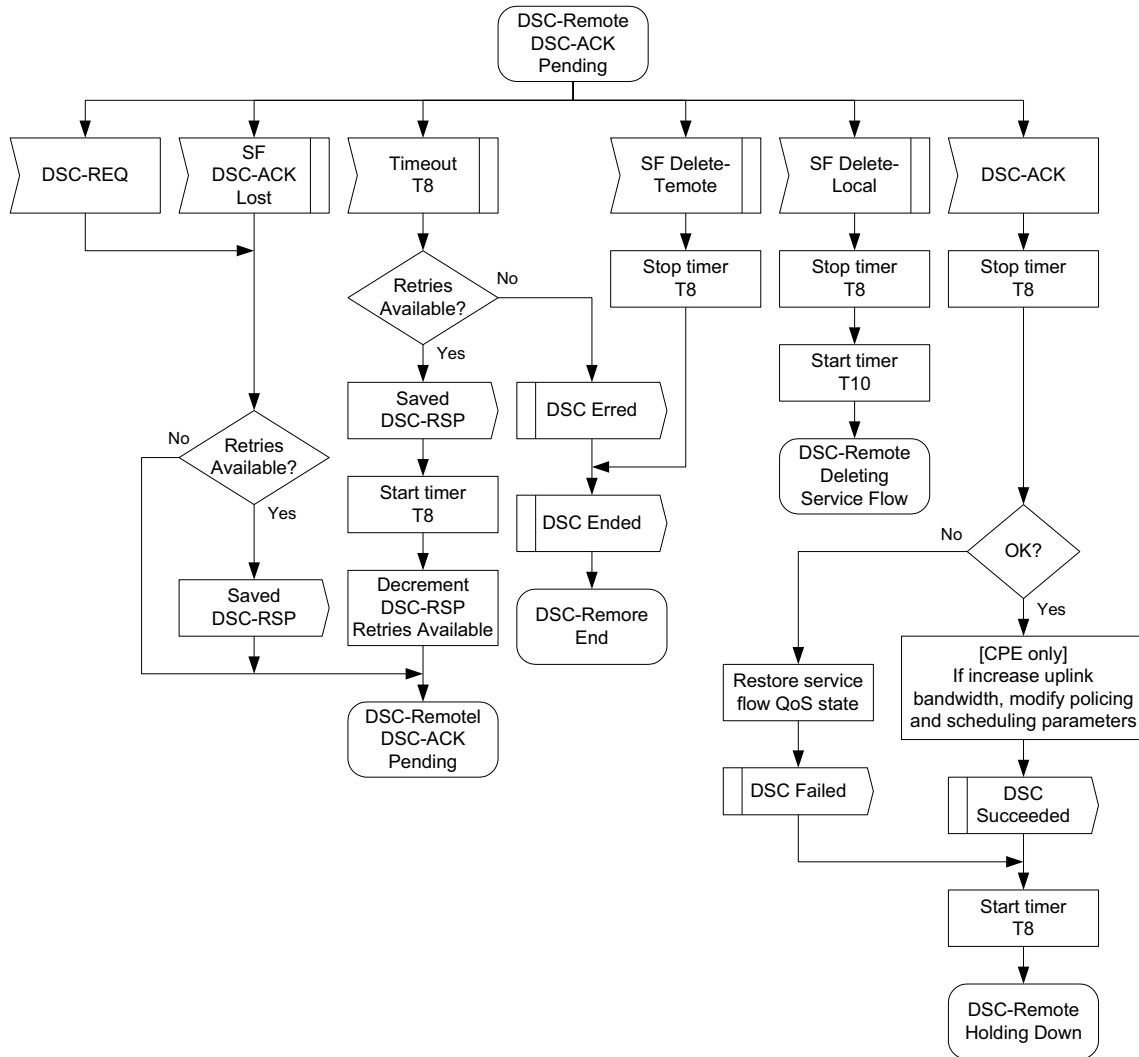 DSC-Remote
DSC-ACK
Pending
DSC-REQ
SF
DSC-ACK
Lost
Timeout
T8
SF Delete-
Temote
SF Delete-
Local
DSC-ACK
Retries
Available?
No
Yes
Stop timer
T8
Stop timer
T8
Stop timer
T8
Start timer
T10
Saved
DSC-RSP
DSC Erred
No
Retries
Available?
Yes
DSC-Remote
Deleting
Service Flow
Start timer
T8
DSC Ended
No
OK?
Yes
Saved
DSC-RSP
Decrement
DSC-RSP
Retries Available
DSC-Remore
End
Restore service
flow QoS state
[CPE only]
If increase uplink
bandwidth, modify policing
and scheduling parameters
DSC-Remotel
DSC-ACK
Pending
DSC Failed
DSC
Succeeded
Start timer
T8
DSC-Remote
Holding Down